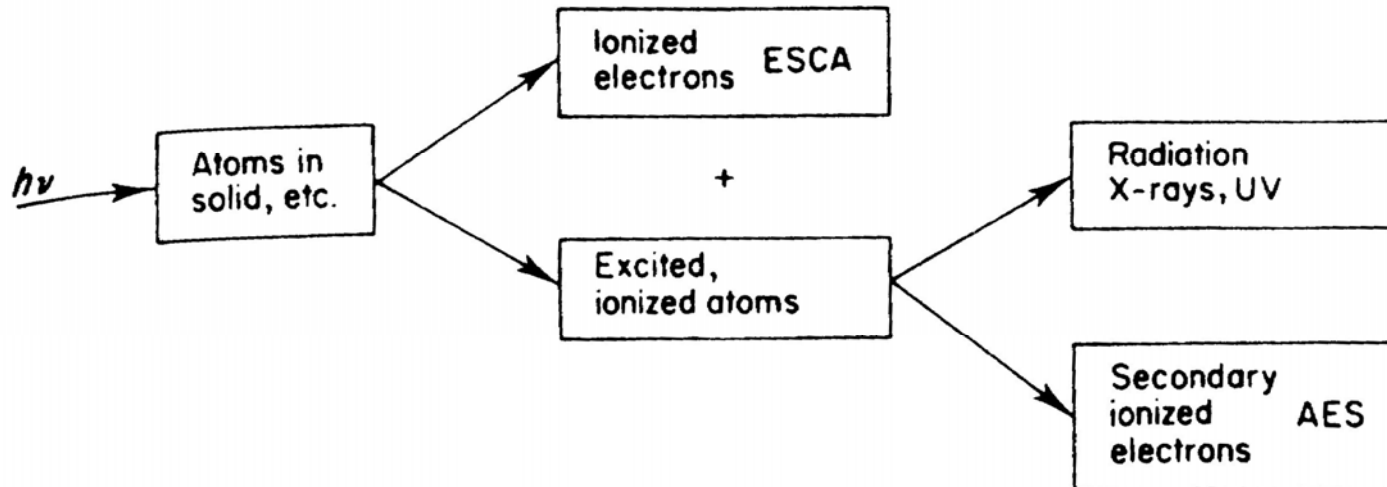 hν
Atoms in
solid, etc.
Ionized
electrons ESCA
+
Excited,
ionized atoms
Radiation
X-rays, UV
Secondary
ionized AES
electrons